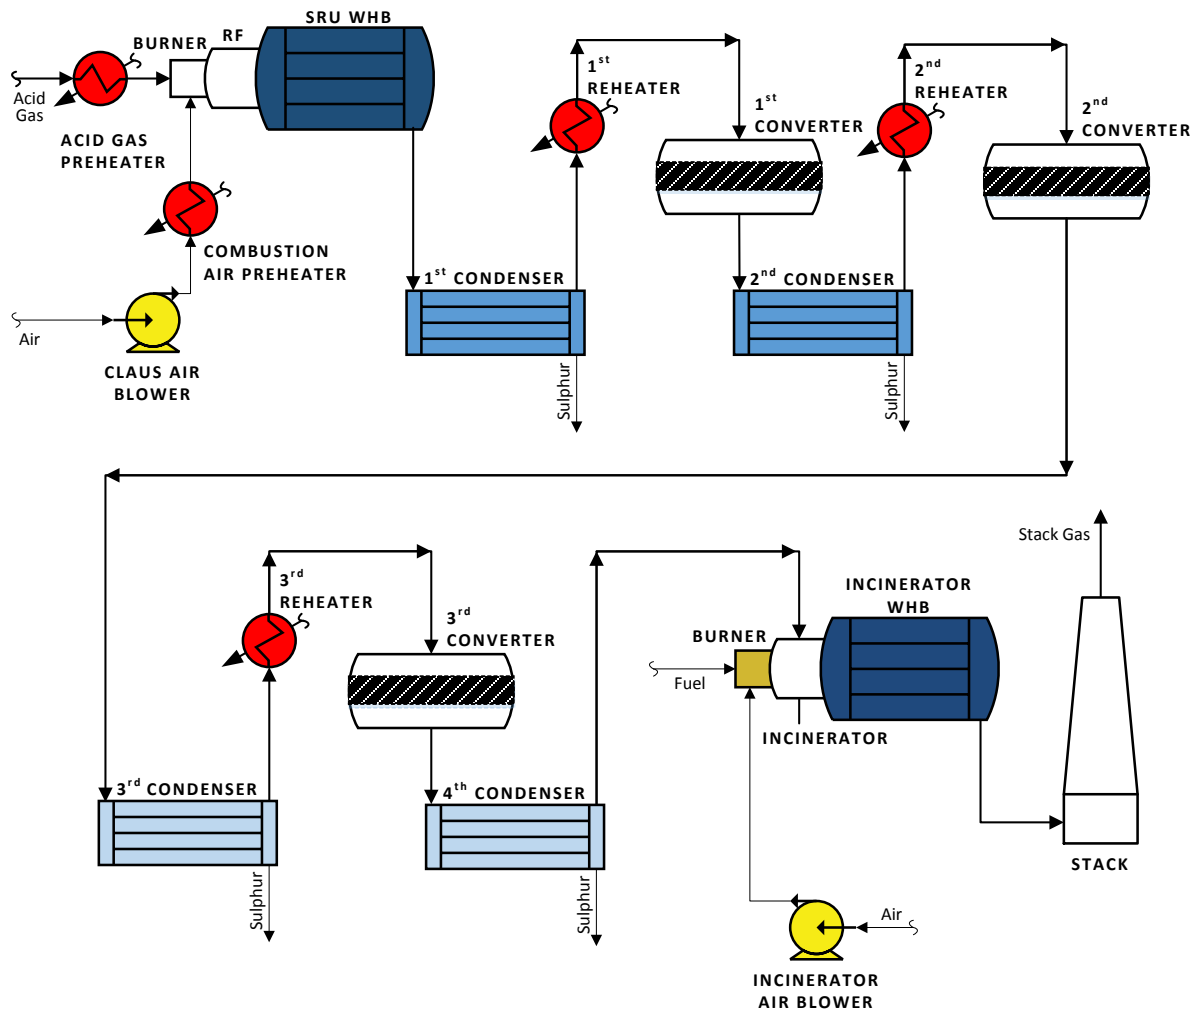 SRU WHB
BURNER
RF
Acid
Gas
ACID GAS
PREHEATER
COMBUSTION
AIR PREHEATER
Air
CLAUS AIR
BLOWER
1st CONDENSER
Sulphur
1st
REHEATER
1st
CONVERTER
2nd CONDENSER
Sulphur
2nd
REHEATER
2nd
CONVERTER
3rd CONDENSER
Sulphur
3rd
REHEATER
3rd
CONVERTER
4th CONDENSER
Sulphur
INCINERATOR
WHB
BURNER
Fuel
INCINERATOR
Air
INCINERATOR
AIR BLOWER
Stack Gas
STACK